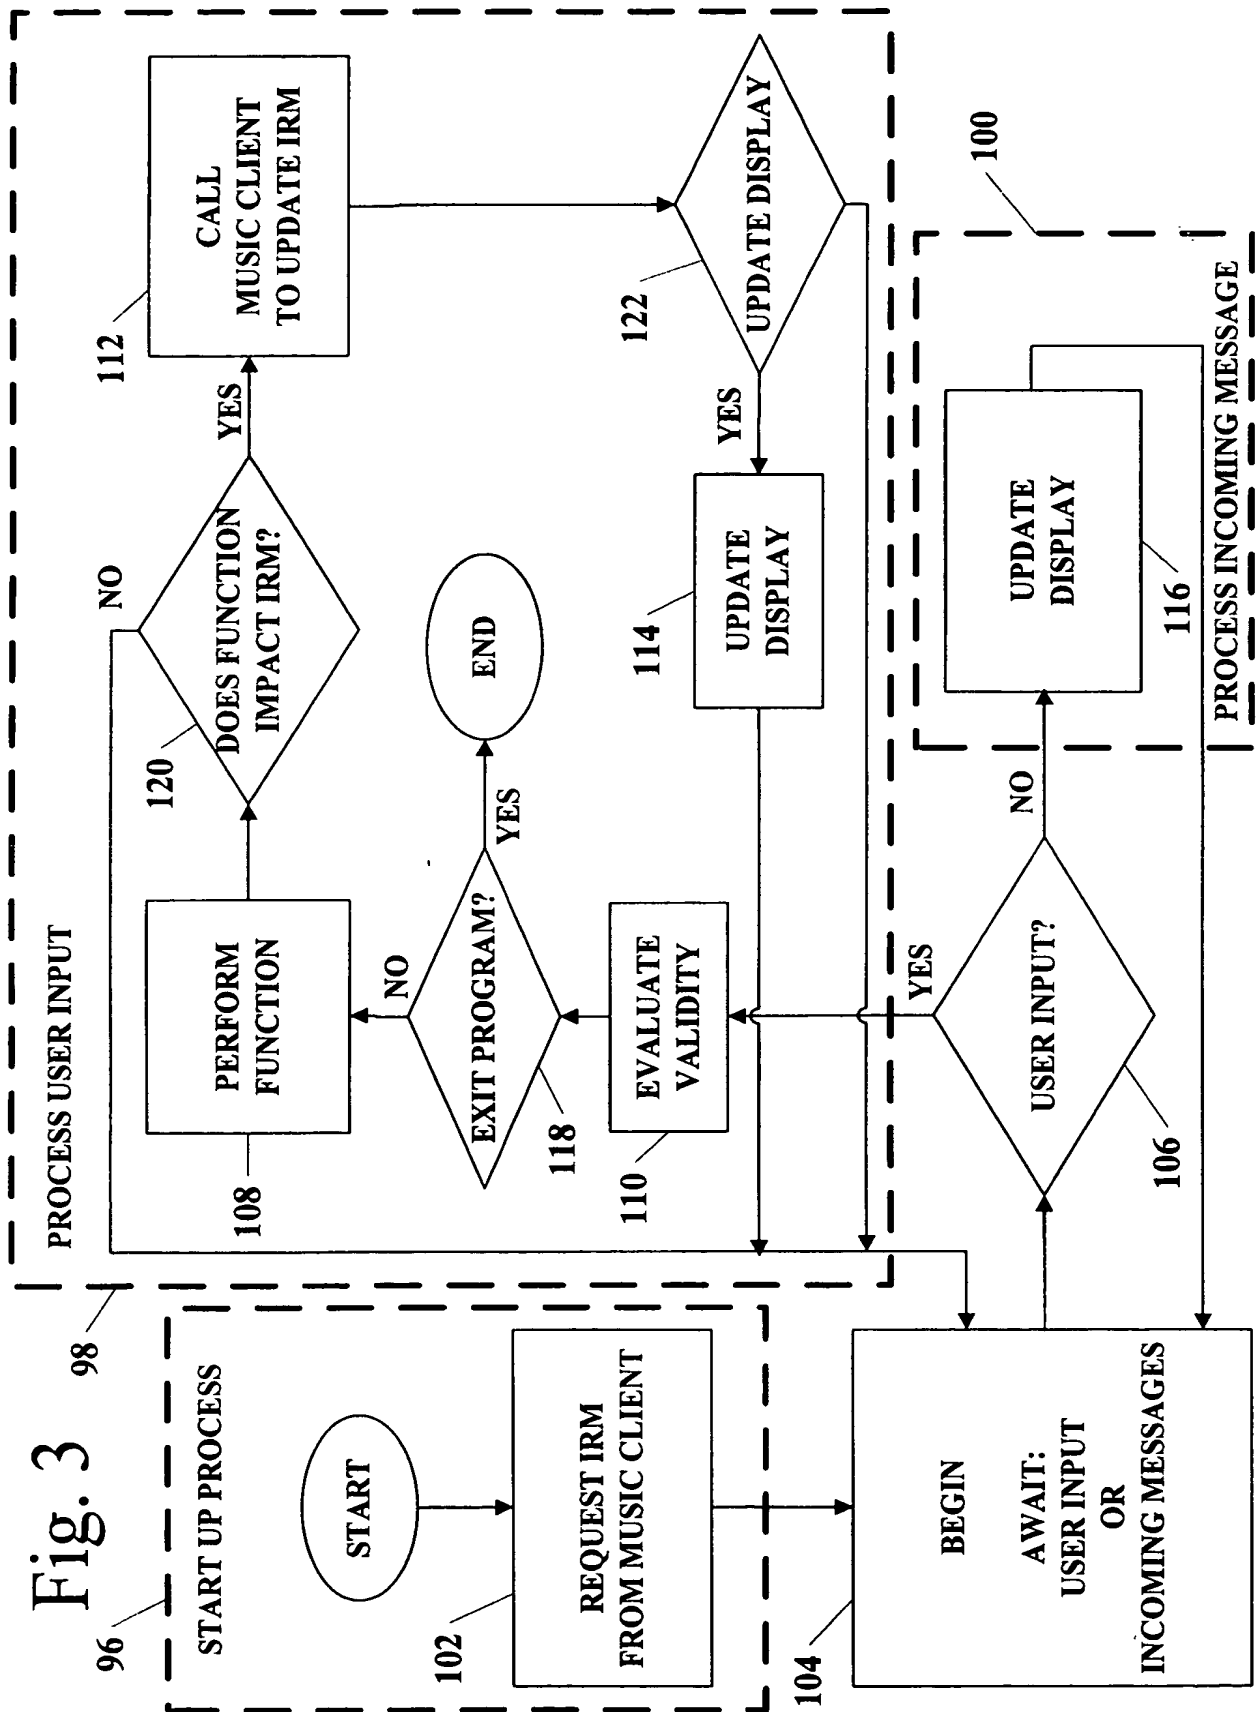 Fig. 3
96
START UP PROCESS
START
102
REQUEST IRM
FROM MUSIC CLIENT
104
BEGIN
AWAIT:
USER INPUT
OR
INCOMING MESSAGES
98
PROCESS USER INPUT
108
PERFORM
FUNCTION
NO
EXIT PROGRAM?
118
YES
END
110
EVALUATE
VALIDITY
YES
USER INPUT?
106
NO
120
DOES FUNCTION
IMPACT IRM?
NO
YES
112
CALL
MUSIC CLIENT
TO UPDATE IRM
122
UPDATE DISPLAY
YES
114
UPDATE
DISPLAY
100
UPDATE
DISPLAY
116
PROCESS INCOMING MESSAGE